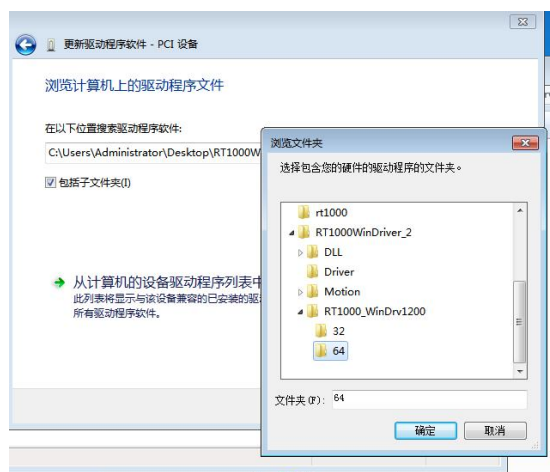 更新驱动程序软件 - PCI 设备
浏览计算机上的驱动程序文件
在以下位置搜索驱动程序软件:
C:\Users\Administrator\Desktop\RT1000W
包括子文件夹(I)
从计算机的设备驱动程序列表中
此列表将显示与该设备兼容的已安装的驱
所有驱动程序软件。
浏览文件夹
选择包含您的硬件的驱动程序的文件夹。
rt1000
RT1000WinDriver_2
DLL
Driver
Motion
RT1000_WinDrv1200
32
64
文件夹(F): 64
确定 取消